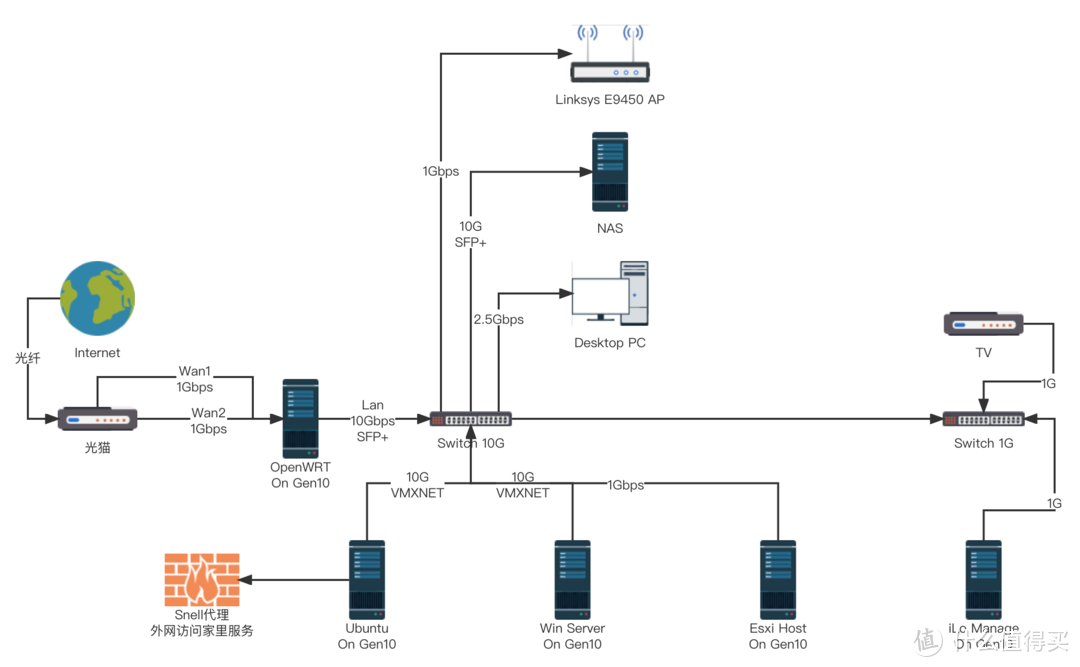 Linksys E9450 AP
1Gbps
10G
SFP+
NAS
2.5Gbps
Desktop PC
Internet
光纤
光猫
Wan1
1Gbps
Wan2
1Gbps
OpenWRT
On Gen10
Lan
10Gbps
SFP+
Switch 10G
TV
1G
Switch 1G
10G
VMXNET
10G
VMXNET
1Gbps
1G
Snell代理
外网访问家里服务
Ubuntu
On Gen10
Win Server
On Gen10
Esxi Host
On Gen10
iLo Manage
On Gen10
值 什么值得买